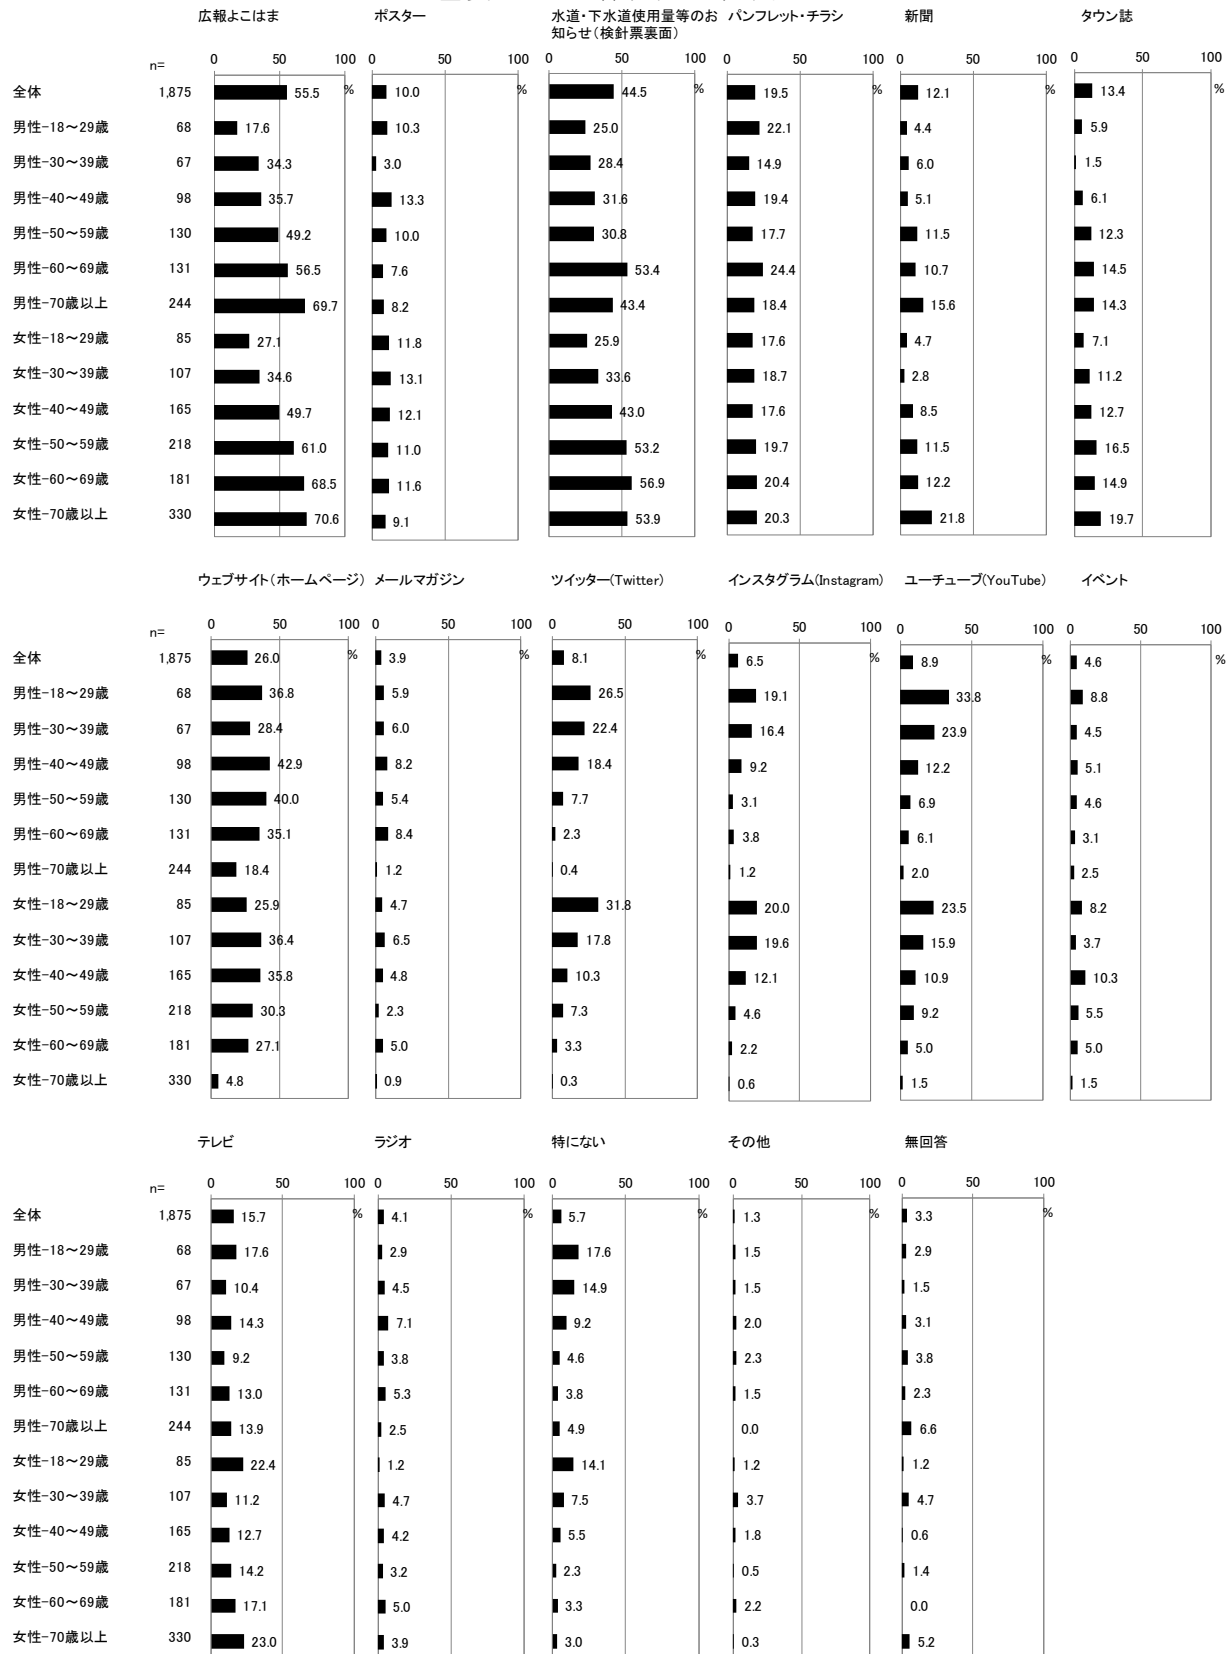 広報よこはま ポスター 水道・下水道使用量等のお パンフレット・チラシ 新聞 タウン誌
知らせ（検針票裏面）
n= 0 50 100 0 50 100 0 50 100 0 50 100 0 50 100 0 50 100
全体 1,875 55.5 % 10.0 44.5 % 19.5 12.1 13.4 %
男性-18～29歳 68 17.6 10.3 25.0 22.1 4.4 5.9
男性-30～39歳 67 34.3 3.0 28.4 14.9 6.0 1.5
男性-40～49歳 98 35.7 13.3 31.6 19.4 5.1 6.1
男性-50～59歳 130 49.2 10.0 30.8 17.7 11.5 12.3
男性-60～69歳 131 56.5 7.6 53.4 24.4 10.7 14.5
男性-70歳以上 244 69.7 8.2 43.4 18.4 15.6 14.3
女性-18～29歳 85 27.1 11.8 25.9 17.6 4.7 7.1
女性-30～39歳 107 34.6 13.1 33.6 18.7 2.8 11.2
女性-40～49歳 165 49.7 12.1 43.0 17.6 8.5 12.7
女性-50～59歳 218 61.0 11.0 53.2 19.7 11.5 16.5
女性-60～69歳 181 68.5 11.6 56.9 20.4 12.2 14.9
女性-70歳以上 330 70.6 9.1 53.9 20.3 21.8 19.7
ウェブサイト（ホームページ） メールマガジン ツイッター(Twitter) インスタグラム(Instagram) ユーチューブ(YouTube) イベント
n= 0 50 100 0 50 100 0 50 100 0 50 100 0 50 100 0 50 100
全体 1,875 26.0 % 3.9 8.1 % 6.5 % 8.9 % 4.6 %
男性-18～29歳 68 36.8 5.9 26.5 19.1 33.8 8.8
男性-30～39歳 67 28.4 6.0 22.4 16.4 23.9 4.5
男性-40～49歳 98 42.9 8.2 18.4 9.2 12.2 5.1
男性-50～59歳 130 40.0 5.4 7.7 3.1 6.9 4.6
男性-60～69歳 131 35.1 8.4 2.3 3.8 6.1 3.1
男性-70歳以上 244 18.4 1.2 0.4 1.2 2.0 2.5
女性-18～29歳 85 25.9 4.7 31.8 20.0 23.5 8.2
女性-30～39歳 107 36.4 6.5 17.8 19.6 15.9 3.7
女性-40～49歳 165 35.8 4.8 10.3 12.1 10.9 10.3
女性-50～59歳 218 30.3 2.3 7.3 4.6 9.2 5.5
女性-60～69歳 181 27.1 5.0 3.3 2.2 5.0 5.0
女性-70歳以上 330 4.8 0.9 0.3 0.6 1.5 1.5
テレビ ラジオ 特にない その他 無回答
n= 0 50 100 0 50 100 0 50 100 0 50 100 0 50 100
全体 1,875 15.7 % 4.1 % 5.7 % 1.3 % 3.3 %
男性-18～29歳 68 17.6 2.9 17.6 1.5 2.9
男性-30～39歳 67 10.4 4.5 14.9 1.5 1.5
男性-40～49歳 98 14.3 7.1 9.2 2.0 3.1
男性-50～59歳 130 9.2 3.8 4.6 2.3 3.8
男性-60～69歳 131 13.0 5.3 3.8 1.5 2.3
男性-70歳以上 244 13.9 2.5 4.9 0.0 6.6
女性-18～29歳 85 22.4 1.2 14.1 1.2 1.2
女性-30～39歳 107 11.2 4.7 7.5 3.7 4.7
女性-40～49歳 165 12.7 4.2 5.5 1.8 0.6
女性-50～59歳 218 14.2 3.2 2.3 0.5 1.4
女性-60～69歳 181 17.1 5.0 3.3 2.2 0.0
女性-70歳以上 330 23.0 3.9 3.0 0.3 5.2